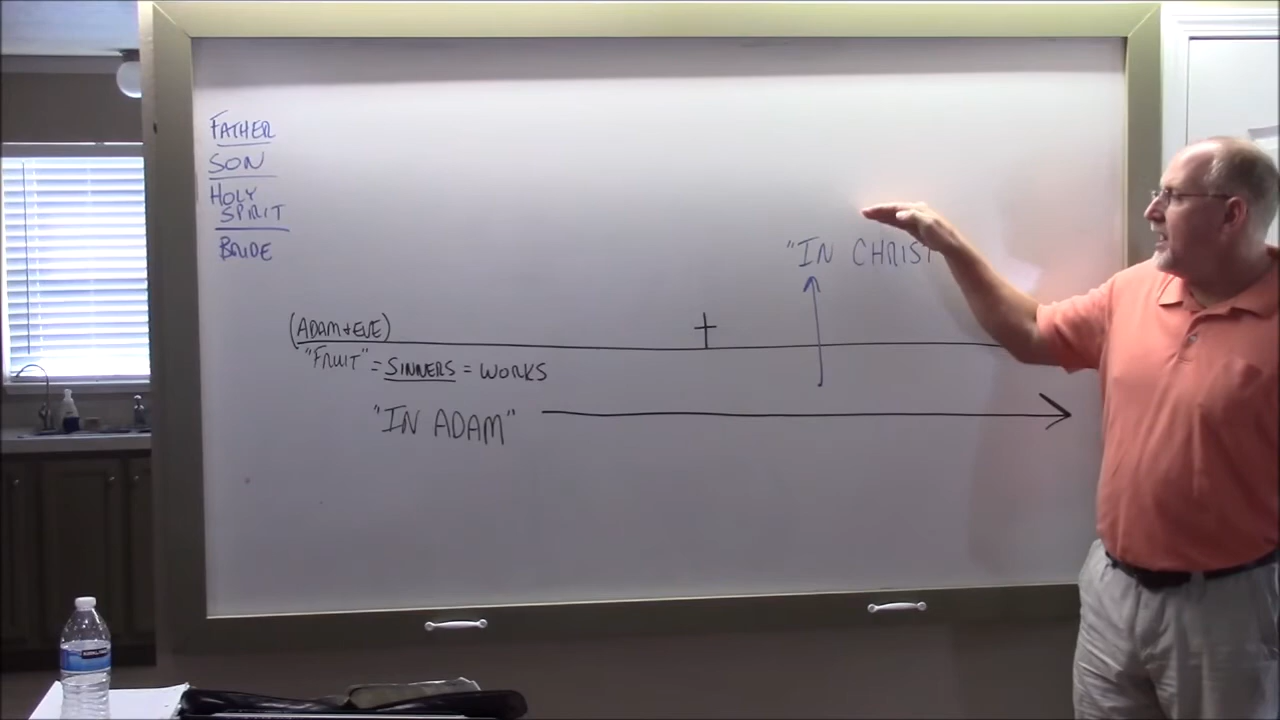 FATHER
SON
HOLY
SPIRIT
BRIDE
"IN CHRIST
(ADAM + EVE)
"FRUIT" = SINNERS = WORKS
"IN ADAM"